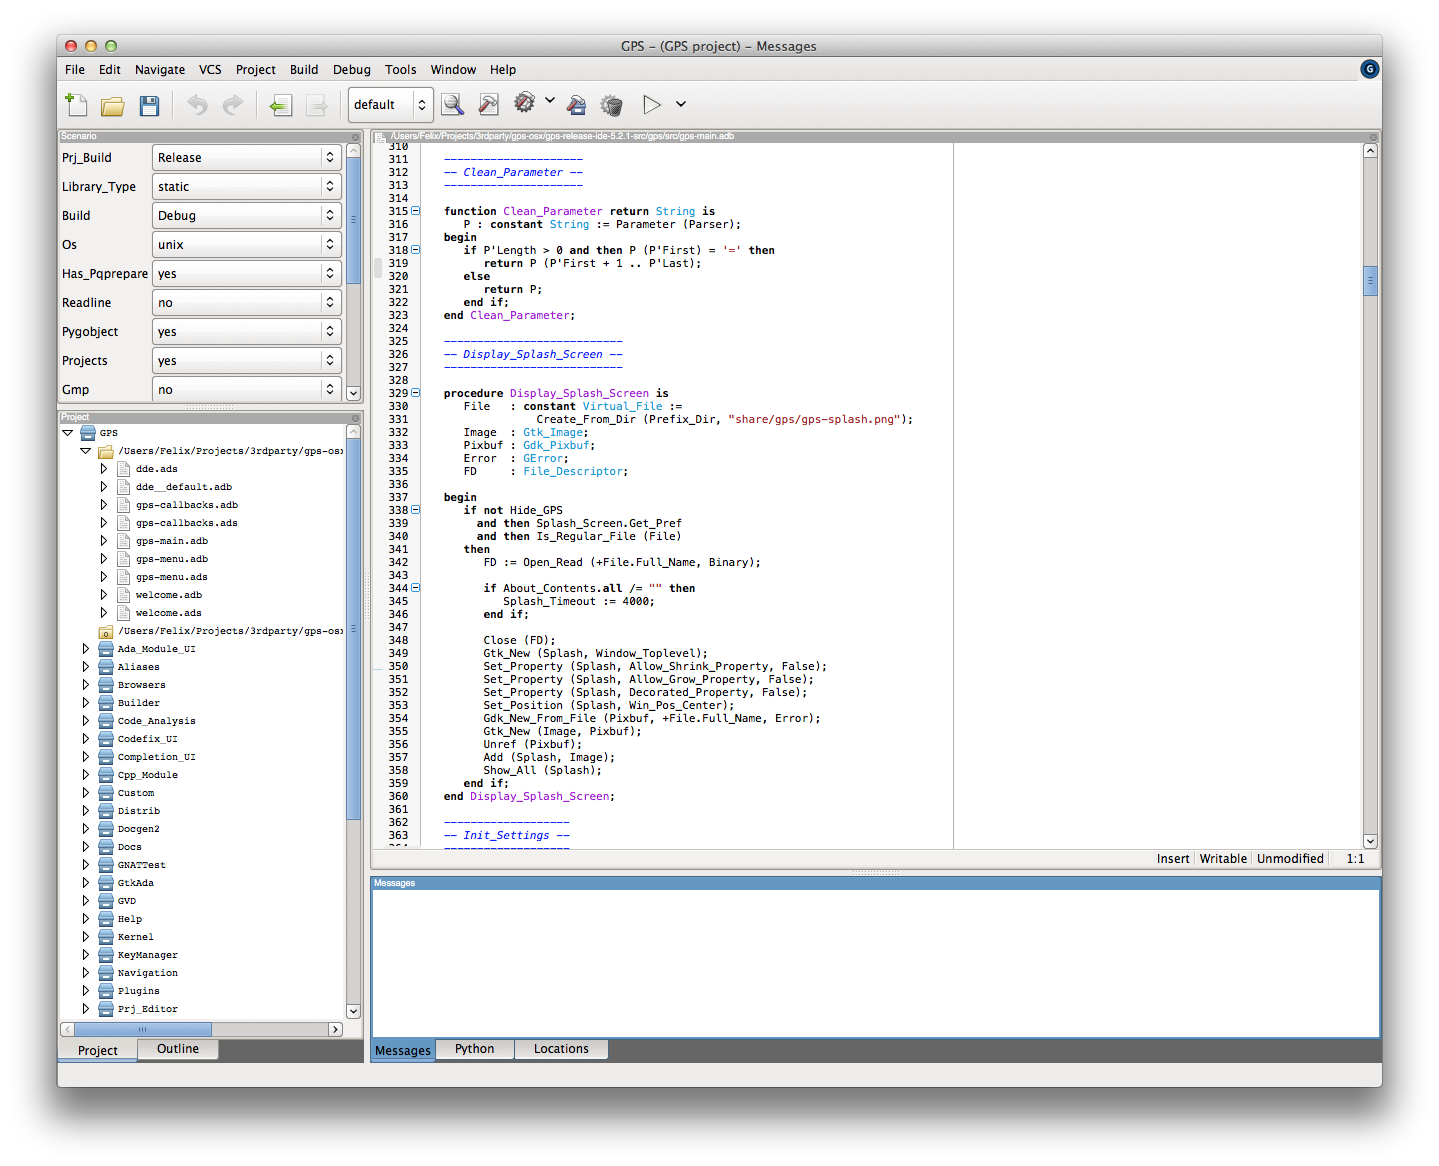 GPS - (GPS project) - Messages
File Edit Navigate VCS Project Build Debug Tools Window Help
G
default
Scenario
Prj_Build Release
Library_Type static
Build Debug
Os unix
Has_Pqprepare yes
Readline no
Pygobject yes
Projects yes
Gmp no
Project
GPS
/Users/Felix/Projects/3rdparty/gps-os
dde.ads
dde__default.adb
gps-callbacks.adb
gps-callbacks.ads
gps-main.adb
gps-menu.adb
gps-menu.ads
welcome.adb
welcome.ads
/Users/Felix/Projects/3rdparty/gps-os
Ada_Module_UI
Aliases
Browsers
Builder
Code_Analysis
Codefix_UI
Completion_UI
Cpp_Module
Custom
Distrib
Docgen2
Docs
GNATTest
GtkAda
GVD
Help
Kernel
KeyManager
Navigation
Plugins
Prj_Editor
Project Outline
/Users/Felix/Projects/3rdparty/gps-osx/gps-release-ide-5.2.1-src/gps/src/gps-main.adb
310
311 ---------------------
312 -- Clean_Parameter --
313 ---------------------
314
315 function Clean_Parameter return String is
316 P : constant String := Parameter (Parser);
317 begin
318 if P'Length > 0 and then P (P'First) = '=' then
319 return P (P'First + 1 .. P'Last);
320 else
321 return P;
322 end if;
323 end Clean_Parameter;
324
325 ---------------------------
326 -- Display_Splash_Screen --
327 ---------------------------
328
329 procedure Display_Splash_Screen is
330 File : constant Virtual_File :=
331 Create_From_Dir (Prefix_Dir, "share/gps/gps-splash.png");
332 Image : Gtk_Image;
333 Pixbuf : Gdk_Pixbuf;
334 Error : GError;
335 FD : File_Descriptor;
336
337 begin
338 if not Hide_GPS
339 and then Splash_Screen.Get_Pref
340 and then Is_Regular_File (File)
341 then
342 FD := Open_Read (+File.Full_Name, Binary);
343
344 if About_Contents.all /= "" then
345 Splash_Timeout := 4000;
346 end if;
347
348 Close (FD);
349 Gtk_New (Splash, Window_Toplevel);
350 Set_Property (Splash, Allow_Shrink_Property, False);
351 Set_Property (Splash, Allow_Grow_Property, False);
352 Set_Property (Splash, Decorated_Property, False);
353 Set_Position (Splash, Win_Pos_Center);
354 Gdk_New_From_File (Pixbuf, +File.Full_Name, Error);
355 Gtk_New (Image, Pixbuf);
356 Unref (Pixbuf);
357 Add (Splash, Image);
358 Show_All (Splash);
359 end if;
360 end Display_Splash_Screen;
361
362 -------------------
363 -- Init_Settings --
364 -------------------
Insert Writable Unmodified 1:1
Messages
Messages Python Locations